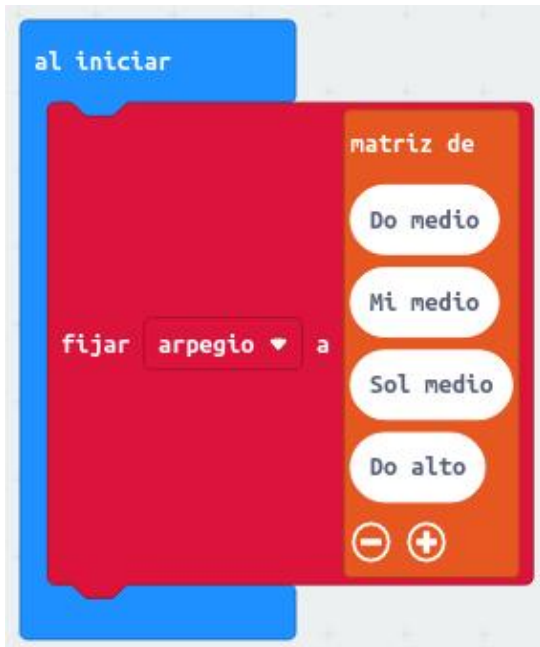 al iniciar
matriz de
Do medio
Mi medio
fijar arpegio a
Sol medio
Do alto